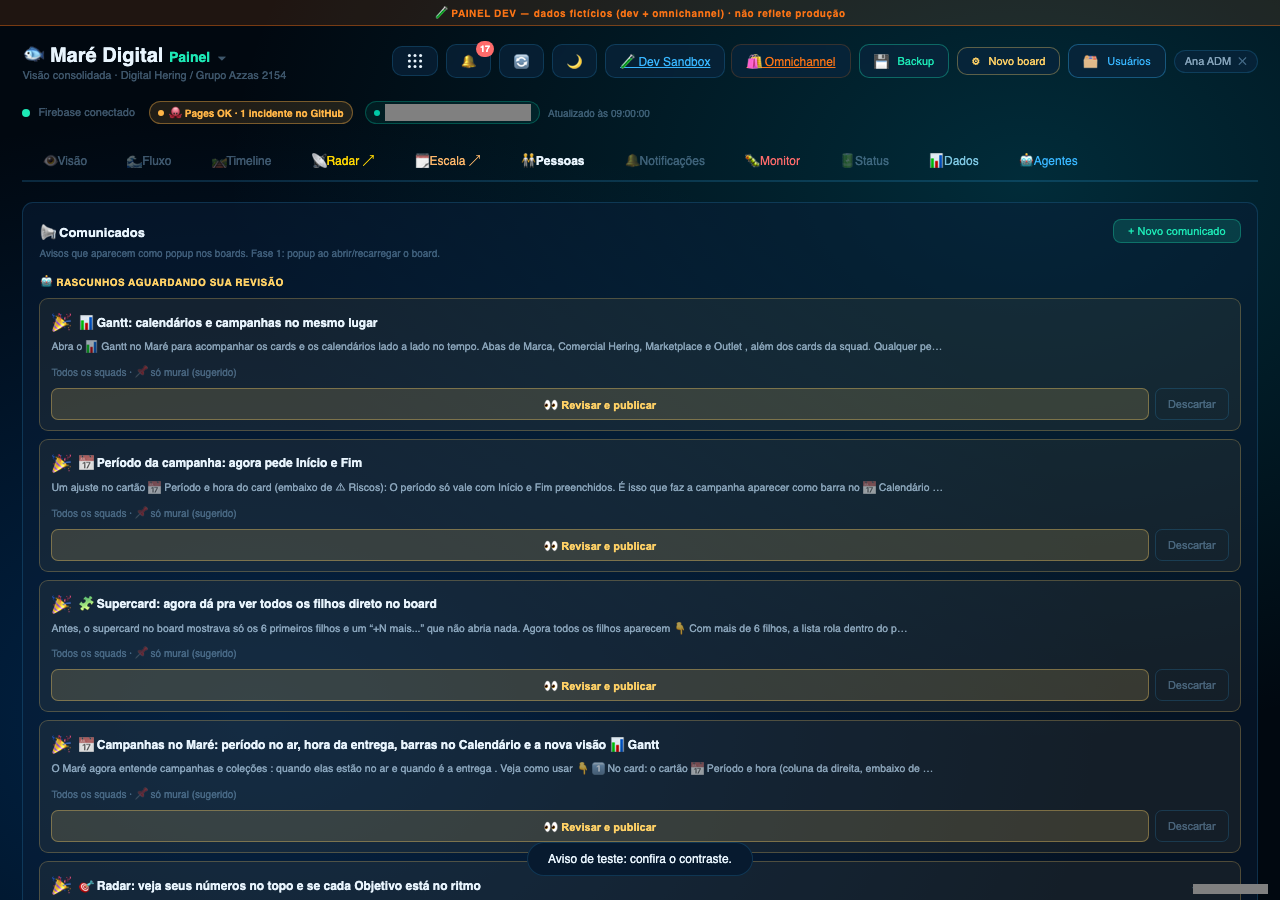 PAINEL DEV — dados fictícios (dev + omnichannel) · não reflete produção
Maré Digital Painel
Visão consolidada · Digital Hering / Grupo Azzas 2154
17
Dev Sandbox
Omnichannel
Backup
Novo board
Usuários
Ana ADM
Firebase conectado
Pages OK · 1 incidente no GitHub
Atualizado às 09:00:00
Visão
Fluxo
Timeline
Radar ↗
Escala ↗
Pessoas
Notificações
Monitor
Status
Dados
Agentes
Comunicados
+ Novo comunicado
Avisos que aparecem como popup nos boards. Fase 1: popup ao abrir/recarregar o board.
RASCUNHOS AGUARDANDO SUA REVISÃO
Gantt: calendários e campanhas no mesmo lugar
Abra o 📊 Gantt no Maré para acompanhar os cards e os calendários lado a lado no tempo. Abas de Marca, Comercial Hering, Marketplace e Outlet , além dos cards da squad. Qualquer pe…
Todos os squads · 📌 só mural (sugerido)
Revisar e publicar
Descartar
Período da campanha: agora pede Início e Fim
Um ajuste no cartão 📅 Período e hora do card (embaixo de ⚠ Riscos): O período só vale com Início e Fim preenchidos. É isso que faz a campanha aparecer como barra no 📅 Calendário …
Todos os squads · 📌 só mural (sugerido)
Revisar e publicar
Descartar
Supercard: agora dá pra ver todos os filhos direto no board
Antes, o supercard no board mostrava só os 6 primeiros filhos e um “+N mais...” que não abria nada. Agora todos os filhos aparecem 👇 Com mais de 6 filhos, a lista rola dentro do p…
Todos os squads · 📌 só mural (sugerido)
Revisar e publicar
Descartar
Campanhas no Maré: período no ar, hora da entrega, barras no Calendário e a nova visão 📊 Gantt
O Maré agora entende campanhas e coleções : quando elas estão no ar e quando é a entrega . Veja como usar 👇 1️⃣ No card: o cartão 📅 Período e hora (coluna da direita, embaixo de …
Todos os squads · 📌 só mural (sugerido)
Revisar e publicar
Descartar
Aviso de teste: confira o contraste.
Radar: veja seus números no topo e se cada Objetivo está no ritmo